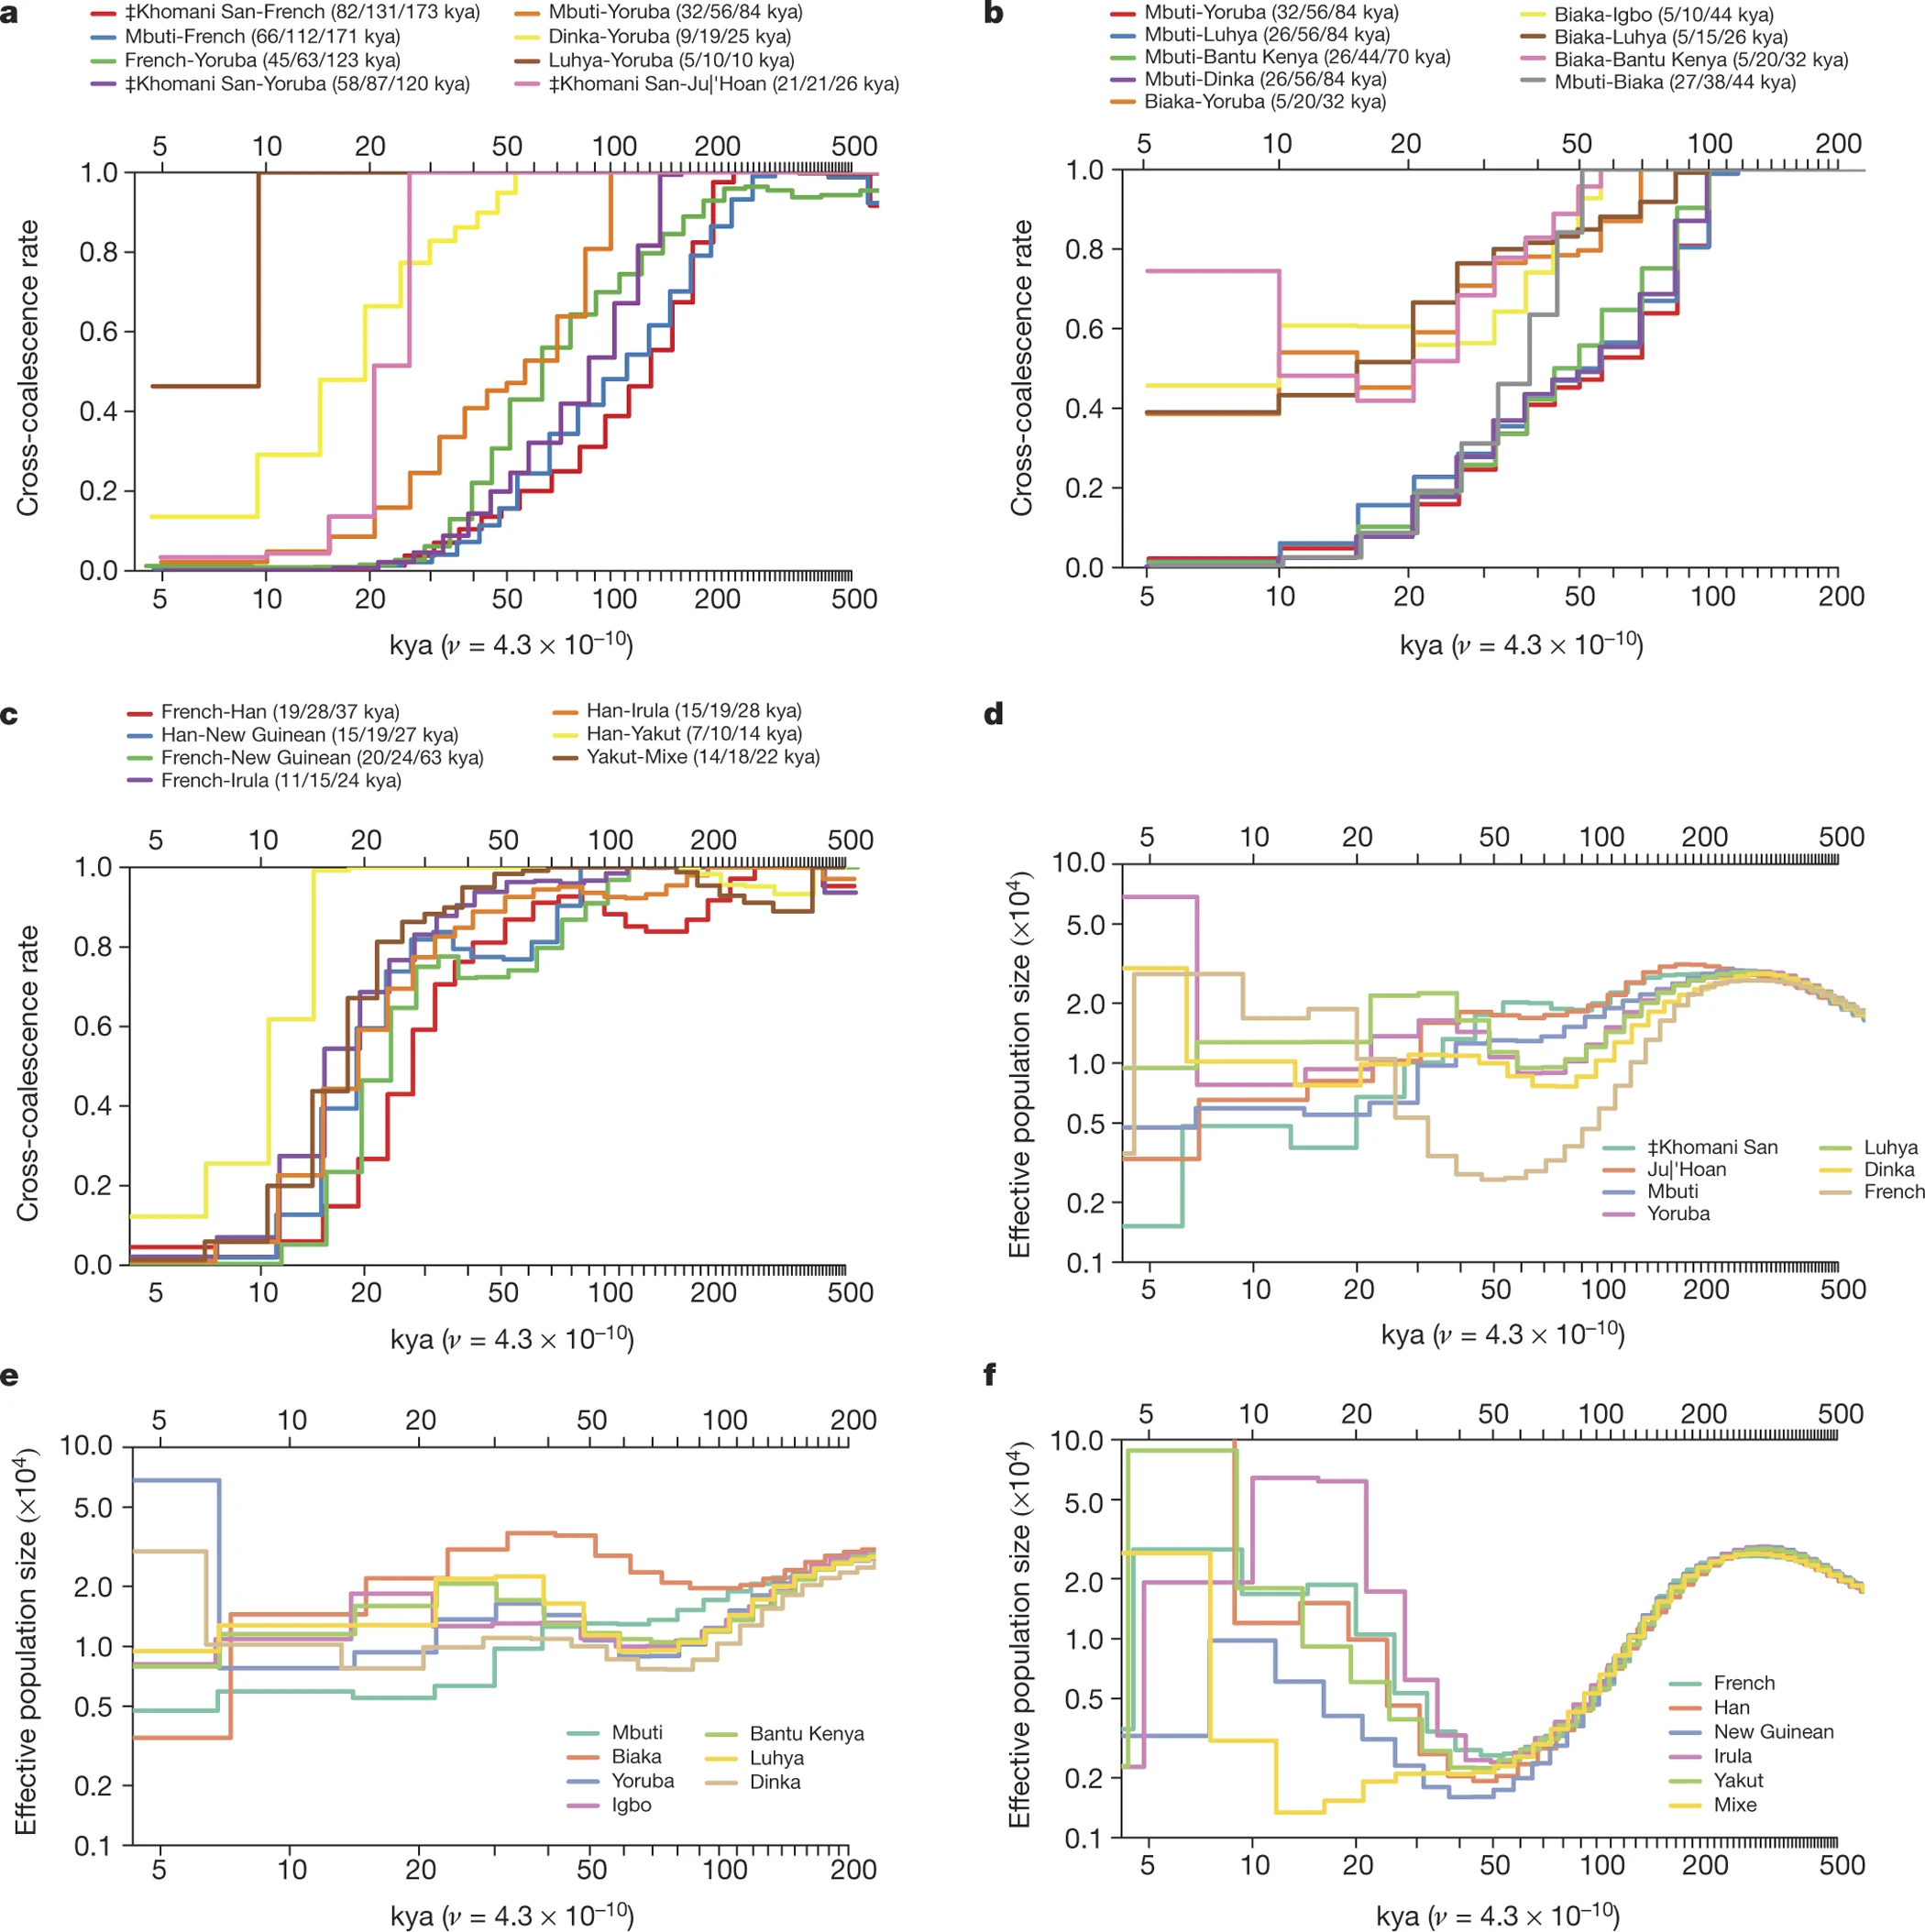 a
‡Khomani San-French (82/131/173 kya)
Mbuti-French (66/112/171 kya)
French-Yoruba (45/63/123 kya)
‡Khomani San-Yoruba (58/87/120 kya)
Mbuti-Yoruba (32/56/84 kya)
Dinka-Yoruba (9/19/25 kya)
Luhya-Yoruba (5/10/10 kya)
‡Khomani San-Ju|'Hoan (21/21/26 kya)
5 10 20 50 100 200 500
1.0
0.8
0.6
0.4
0.2
0.0
Cross-coalescence rate
5 10 20 50 100 200 500
kya (ν = 4.3 × 10⁻¹⁰)
b
Mbuti-Yoruba (32/56/84 kya)
Mbuti-Luhya (26/56/84 kya)
Mbuti-Bantu Kenya (26/44/70 kya)
Mbuti-Dinka (26/56/84 kya)
Biaka-Yoruba (5/20/32 kya)
Biaka-Igbo (5/10/44 kya)
Biaka-Luhya (5/15/26 kya)
Biaka-Bantu Kenya (5/20/32 kya)
Mbuti-Biaka (27/38/44 kya)
5 10 20 50 100 200
1.0
0.8
0.6
0.4
0.2
0.0
Cross-coalescence rate
5 10 20 50 100 200
kya (ν = 4.3 × 10⁻¹⁰)
c
French-Han (19/28/37 kya)
Han-New Guinean (15/19/27 kya)
French-New Guinean (20/24/63 kya)
French-Irula (11/15/24 kya)
Han-Irula (15/19/28 kya)
Han-Yakut (7/10/14 kya)
Yakut-Mixe (14/18/22 kya)
5 10 20 50 100 200 500
1.0
0.8
0.6
0.4
0.2
0.0
Cross-coalescence rate
5 10 20 50 100 200 500
kya (ν = 4.3 × 10⁻¹⁰)
d
5 10 20 50 100 200 500
10.0
5.0
2.0
1.0
0.5
0.2
0.1
Effective population size (×10⁴)
‡Khomani San
Ju|'Hoan
Mbuti
Yoruba
Luhya
Dinka
French
5 10 20 50 100 200 500
kya (ν = 4.3 × 10⁻¹⁰)
e
5 10 20 50 100 200
10.0
5.0
2.0
1.0
0.5
0.2
0.1
Effective population size (×10⁴)
Mbuti
Biaka
Yoruba
Igbo
Bantu Kenya
Luhya
Dinka
5 10 20 50 100 200
kya (ν = 4.3 × 10⁻¹⁰)
f
5 10 20 50 100 200 500
10.0
5.0
2.0
1.0
0.5
0.2
0.1
Effective population size (×10⁴)
French
Han
New Guinean
Irula
Yakut
Mixe
5 10 20 50 100 200 500
kya (ν = 4.3 × 10⁻¹⁰)